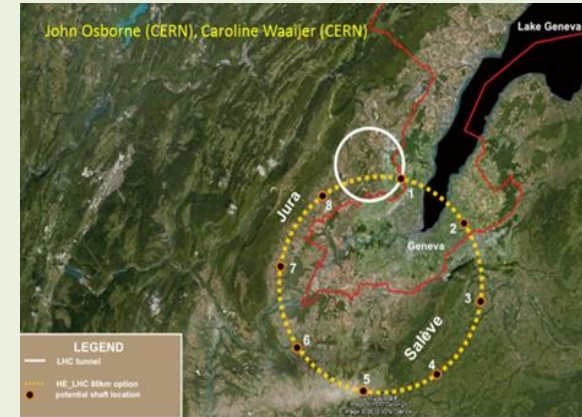 John Osborne (CERN), Caroline Waaijer (CERN)
Lake Geneva
1
8
Jura
2
Geneva
7
3
Salève
6
5
4
LEGEND
LHC tunnel
HE_LHC 80km option
potential shaft location